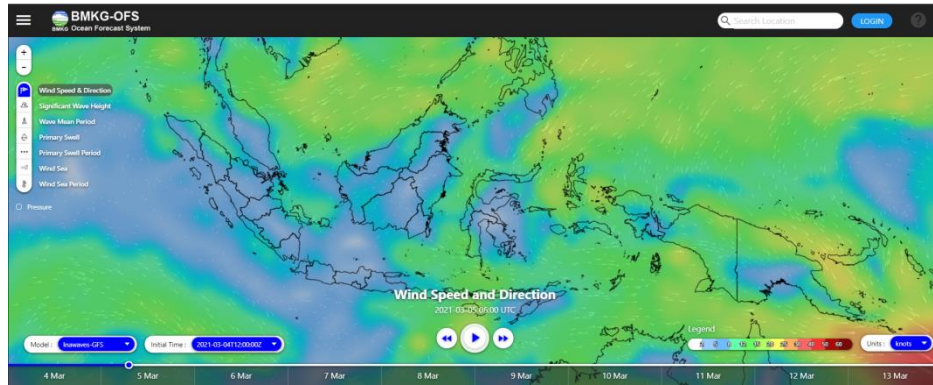 BMKG-OFS
BMKG Ocean Forecast System
Search Location
LOGIN
?
+
-
Wind Speed & Direction
Significant Wave Height
Wave Mean Period
Primary Swell
Primary Swell Period
Wind Sea
Wind Sea Period
Pressure
Wind Speed and Direction
2021-03-05 06:00 UTC
Model : Inawaves-GFS
Initial Time : 2021-03-04T12:00:00Z
Legend
Units : knots
4 Mar 5 Mar 6 Mar 7 Mar 8 Mar 9 Mar 10 Mar 11 Mar 12 Mar 13 Mar